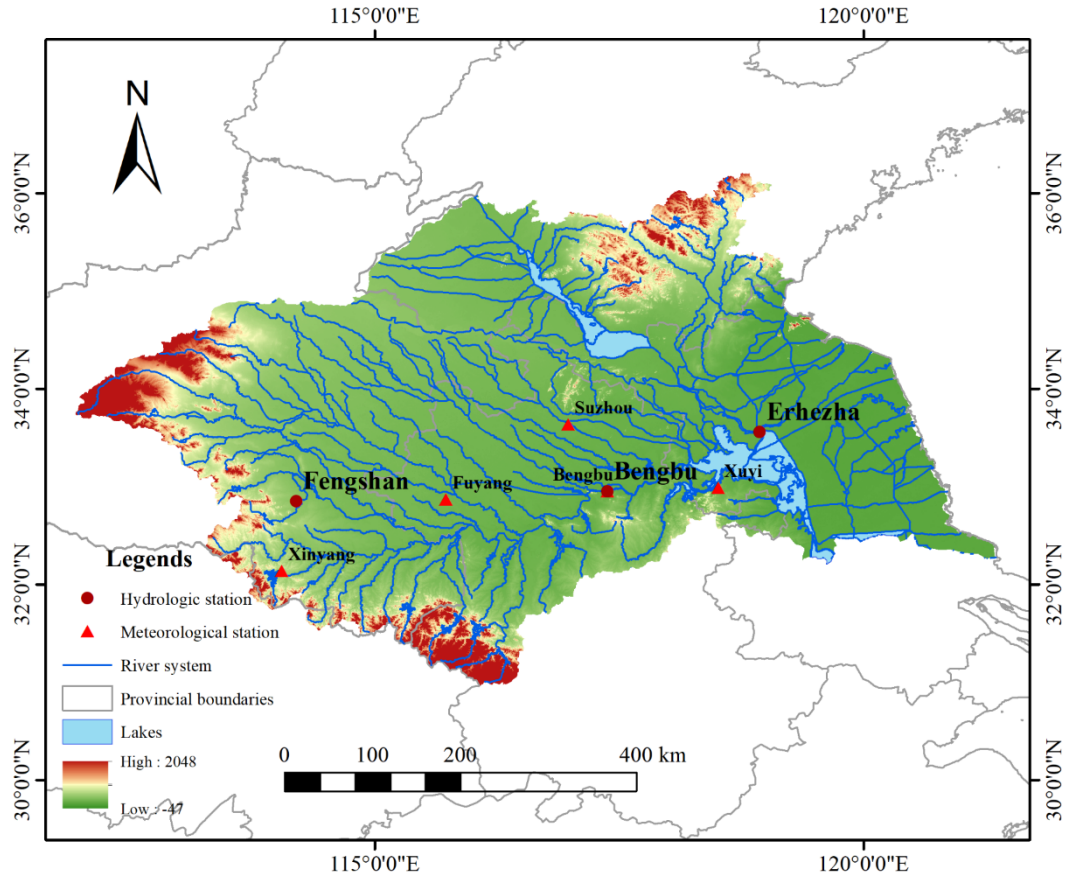 115°0'0"E 120°0'0"E
N
36°0'0"N 36°0'0"N
34°0'0"N 34°0'0"N
Suzhou
Erhezha
Bengbu Bengbu
Xuyi
Fengshan
Fuyang
Xinyang
32°0'0"N 32°0'0"N
Legends
Hydrologic station
Meteorological station
River system
Provincial boundaries
Lakes
High : 2048
Low : -47
0 100 200 400 km
30°0'0"N 30°0'0"N
115°0'0"E 120°0'0"E